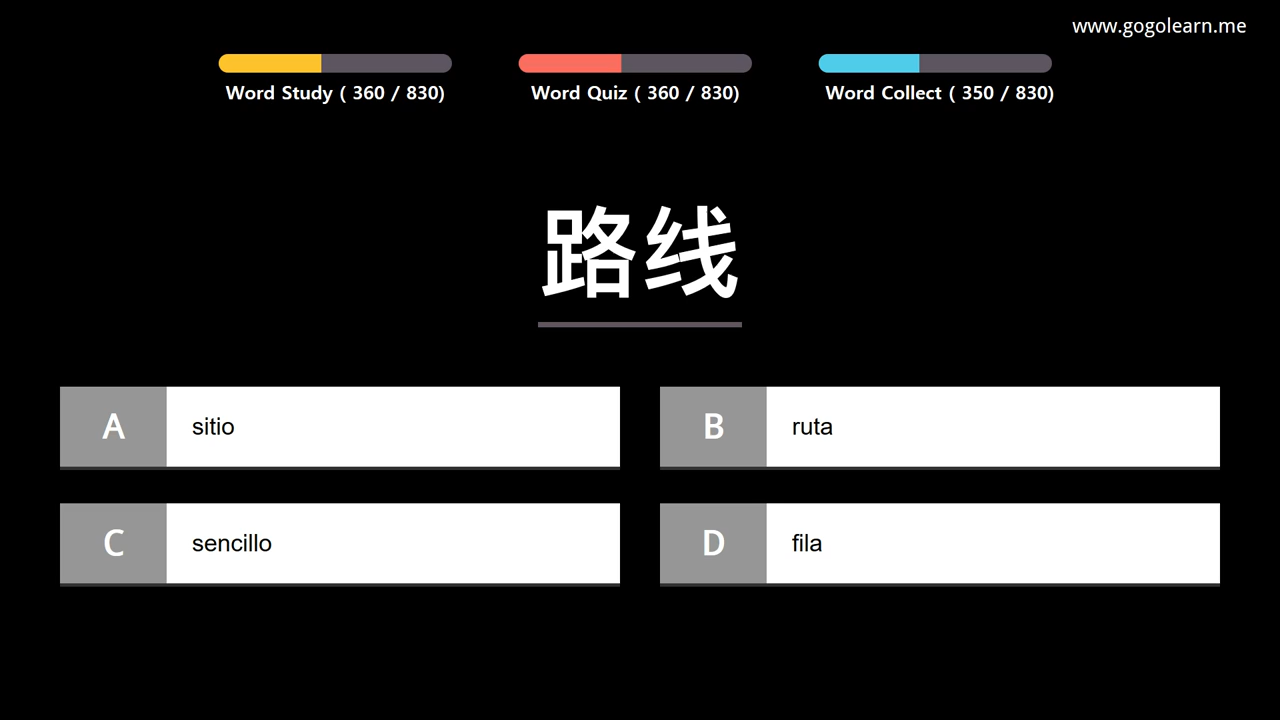 www.gogolearn.me
Word Study ( 360 / 830)
Word Quiz ( 360 / 830)
Word Collect ( 350 / 830)
路线
A sitio
B ruta
C sencillo
D fila